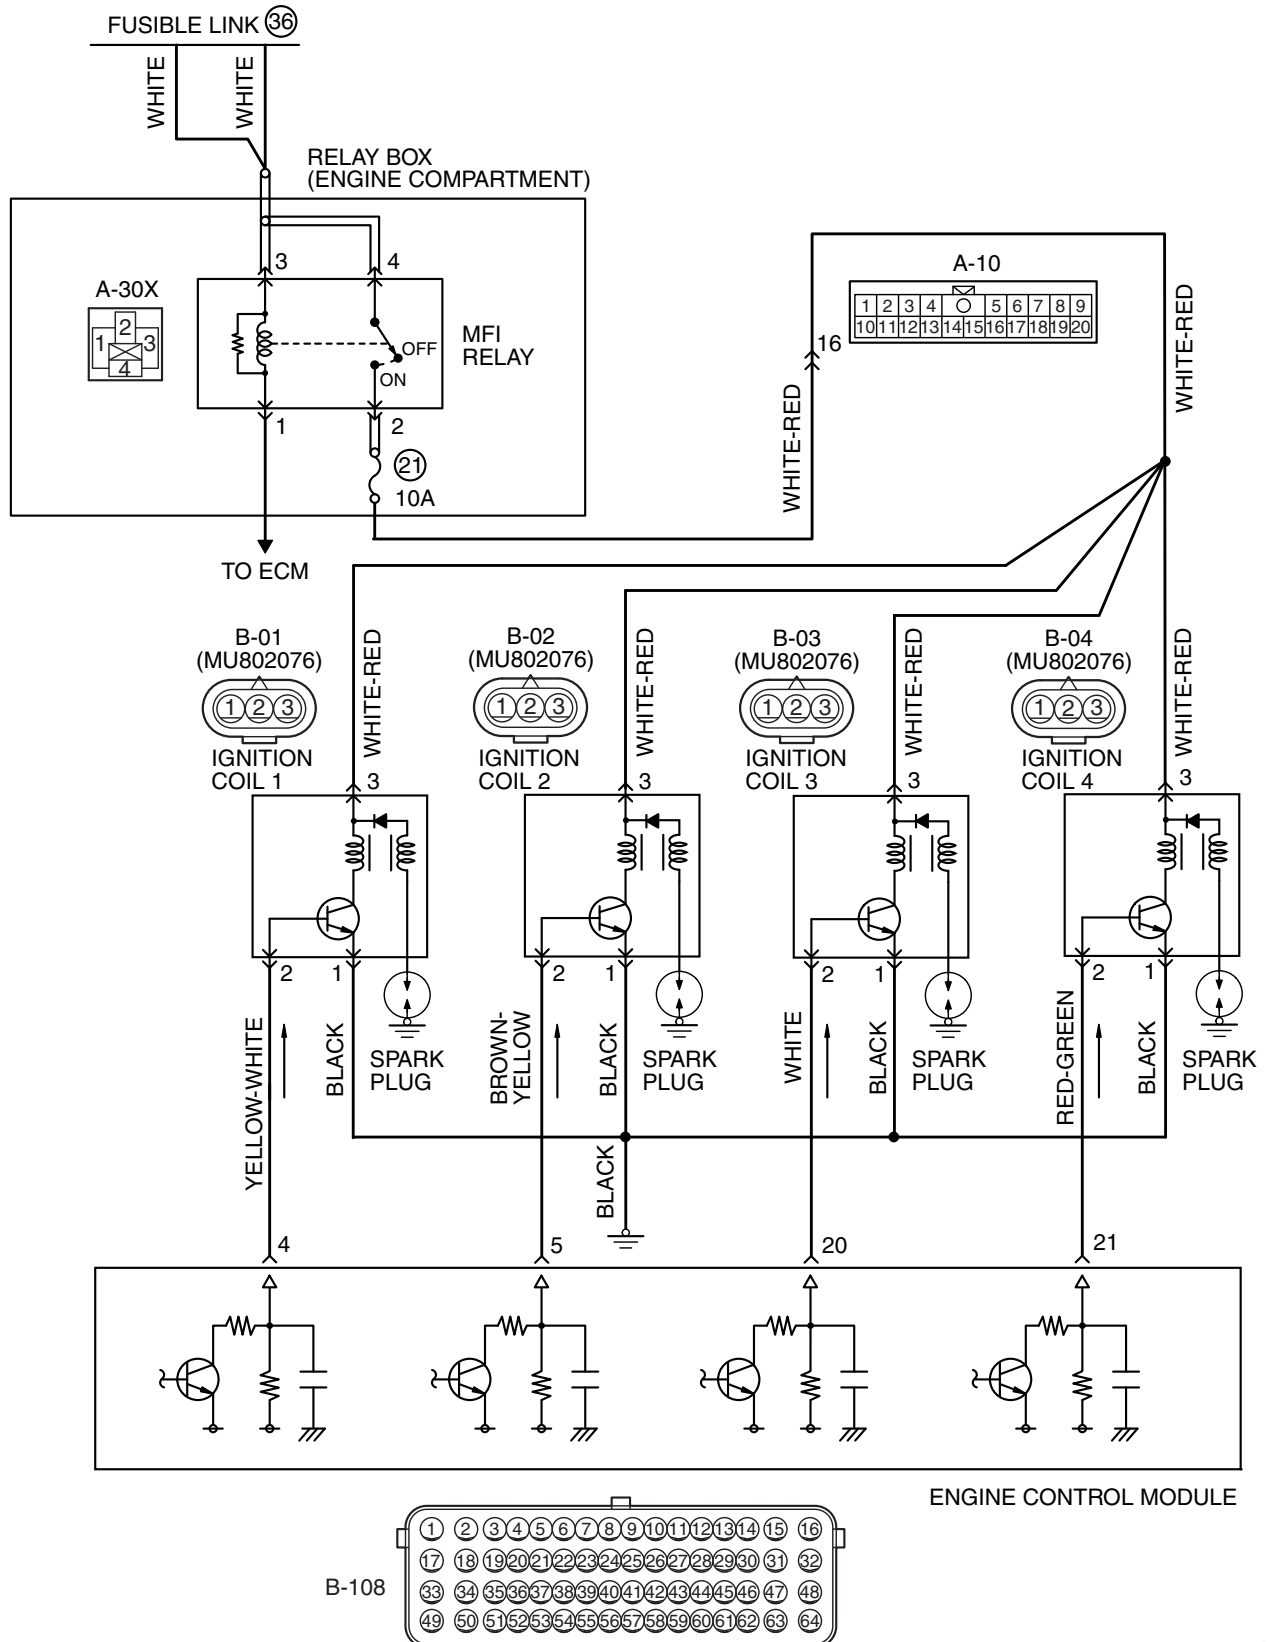 FUSIBLE LINK 36
WHITE
WHITE
RELAY BOX
(ENGINE COMPARTMENT)
3
4
A-30X
2
1 3
4
OFF
ON
MFI
RELAY
1
2
21
10A
TO ECM
A-10
1 2 3 4 5 6 7 8 9
10 11 12 13 14 15 16 17 18 19 20
16
WHITE-RED
WHITE-RED
B-01
(MU802076)
1 2 3
IGNITION
COIL 1
WHITE-RED
3
B-02
(MU802076)
1 2 3
IGNITION
COIL 2
WHITE-RED
3
B-03
(MU802076)
1 2 3
IGNITION
COIL 3
WHITE-RED
3
B-04
(MU802076)
1 2 3
IGNITION
COIL 4
WHITE-RED
3
2
1
YELLOW-WHITE
BLACK
SPARK
PLUG
2
1
BROWN-
YELLOW
BLACK
SPARK
PLUG
2
1
WHITE
BLACK
SPARK
PLUG
2
1
RED-GREEN
BLACK
SPARK
PLUG
BLACK
4
5
20
21
ENGINE CONTROL MODULE
B-108
1 2 3 4 5 6 7 8 9 10 11 12 13 14 15 16
17 18 19 20 21 22 23 24 25 26 27 28 29 30 31 32
33 34 35 36 37 38 39 40 41 42 43 44 45 46 47 48
49 50 51 52 53 54 55 56 57 58 59 60 61 62 63 64